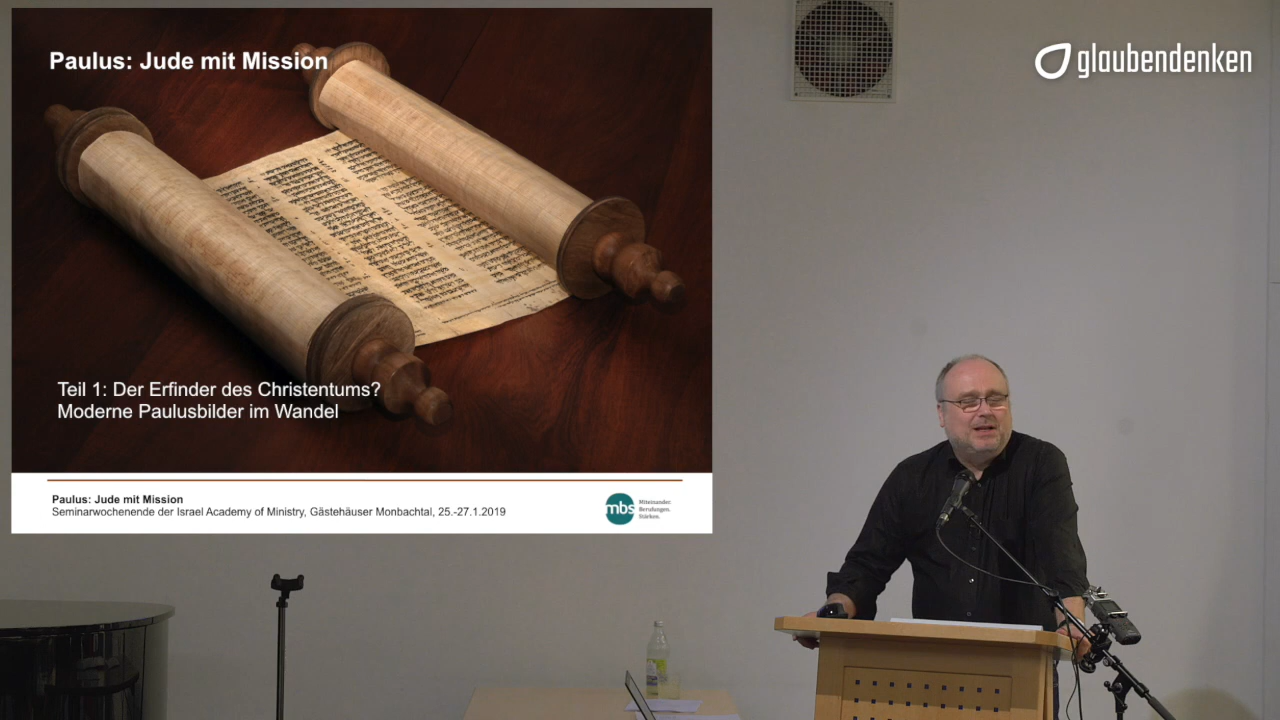 Paulus: Jude mit Mission
glaubendenken
Teil 1: Der Erfinder des Christentums?
Moderne Paulusbilder im Wandel
Paulus: Jude mit Mission
Seminarwochenende der Israel Academy of Ministry, Gästehäuser Monbachtal, 25.-27.1.2019
mbs
Miteinander.
Berufungen.
Stärken.